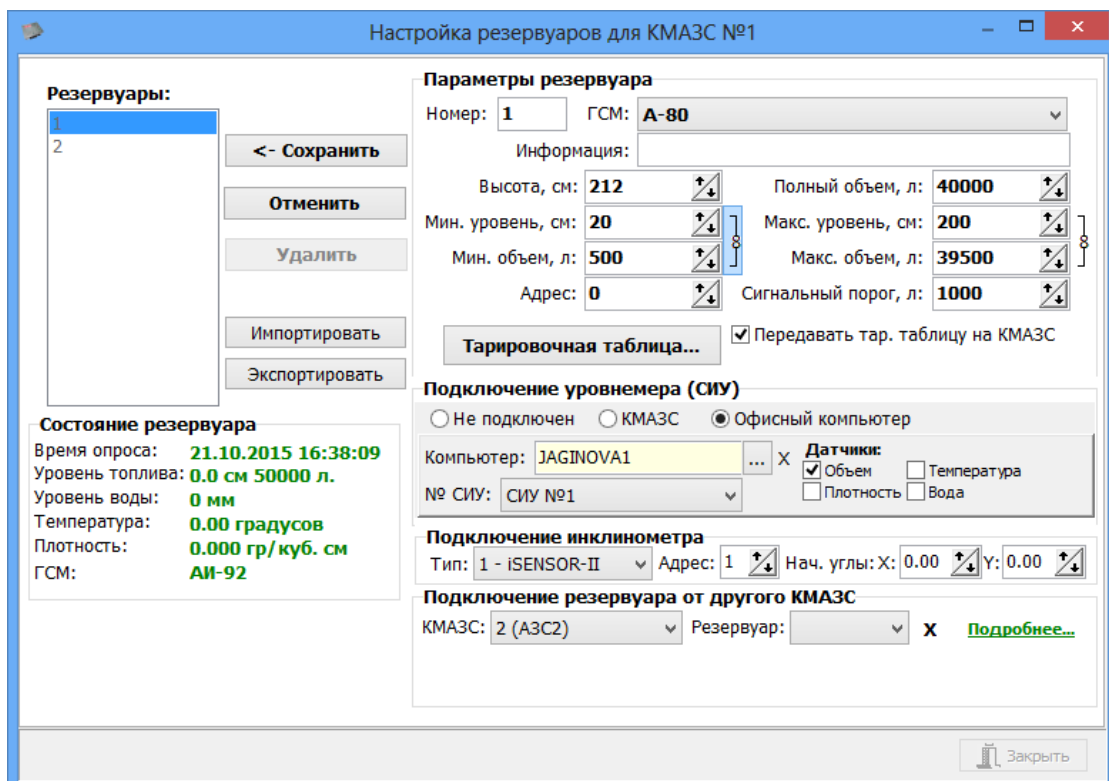 Настройка резервуаров для КМАЗС №1
Резервуары:
1
2
<- Сохранить
Отменить
Удалить
Импортировать
Экспортировать
Состояние резервуара
Время опроса: 21.10.2015 16:38:09
Уровень топлива: 0.0 см 50000 л.
Уровень воды: 0 мм
Температура: 0.00 градусов
Плотность: 0.000 гр/куб. см
ГСМ: АИ-92
Параметры резервуара
Номер: 1 ГСМ: А-80
Информация:
Высота, см: 212 Полный объем, л: 40000
Мин. уровень, см: 20 Макс. уровень, см: 200
Мин. объем, л: 500 Макс. объем, л: 39500
Адрес: 0 Сигнальный порог, л: 1000
Тарировочная таблица... Передавать тар. таблицу на КМАЗС
Подключение уровнемера (СИУ)
Не подключен КМАЗС Офисный компьютер
Компьютер: JAGINOVA1 ... X
№ СИУ: СИУ №1
Датчики:
Объем Температура
Плотность Вода
Подключение инклинометра
Тип: 1 - iSENSOR-II Адрес: 1 Нач. углы: X: 0.00 Y: 0.00
Подключение резервуара от другого КМАЗС
КМАЗС: 2 (АЗС2) Резервуар: X Подробнее...
Закрыть